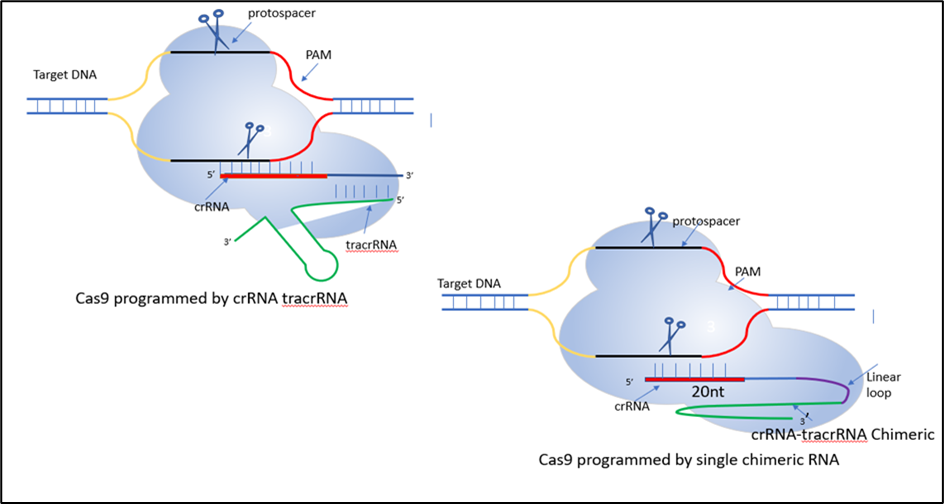 protospacer
PAM
Target DNA
5'
3'
crRNA
5'
3'
tracrRNA
Cas9 programmed by crRNA tracrRNA
protospacer
PAM
Target DNA
3
5'
20nt
crRNA
Linear
loop
3'
crRNA-tracrRNA Chimeric
Cas9 programmed by single chimeric RNA